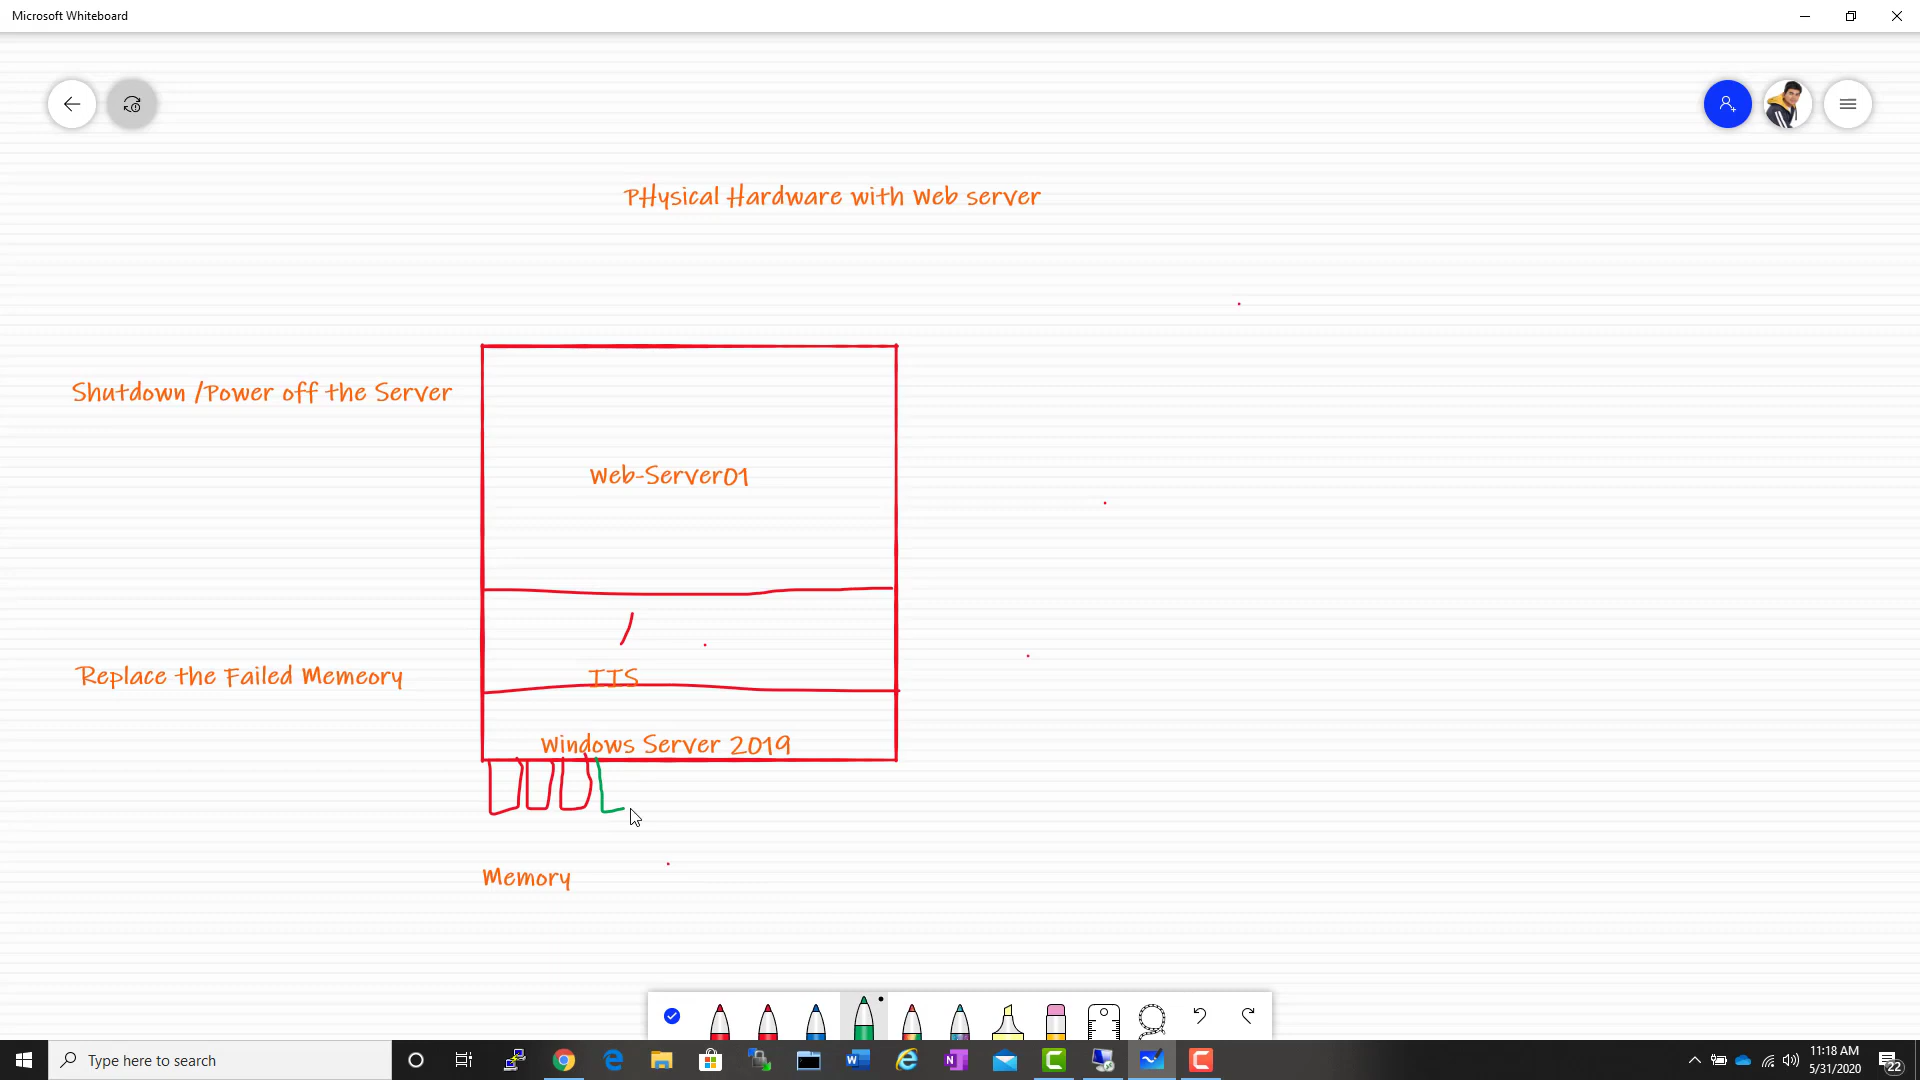 Microsoft Whiteboard
PHysical Hardware with Web server
Shutdown /Power off the Server
Web-Server01
Replace the Failed Memeory
IIS
Windows Server 2019
Memory
Type here to search
11:18 AM
5/31/2020
22